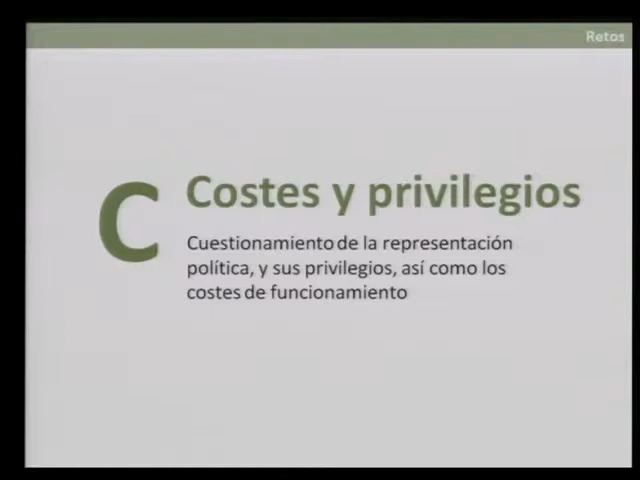 Retos
C
Costes y privilegios
Cuestionamiento de la representación
política, y sus privilegios, así como los
costes de funcionamiento